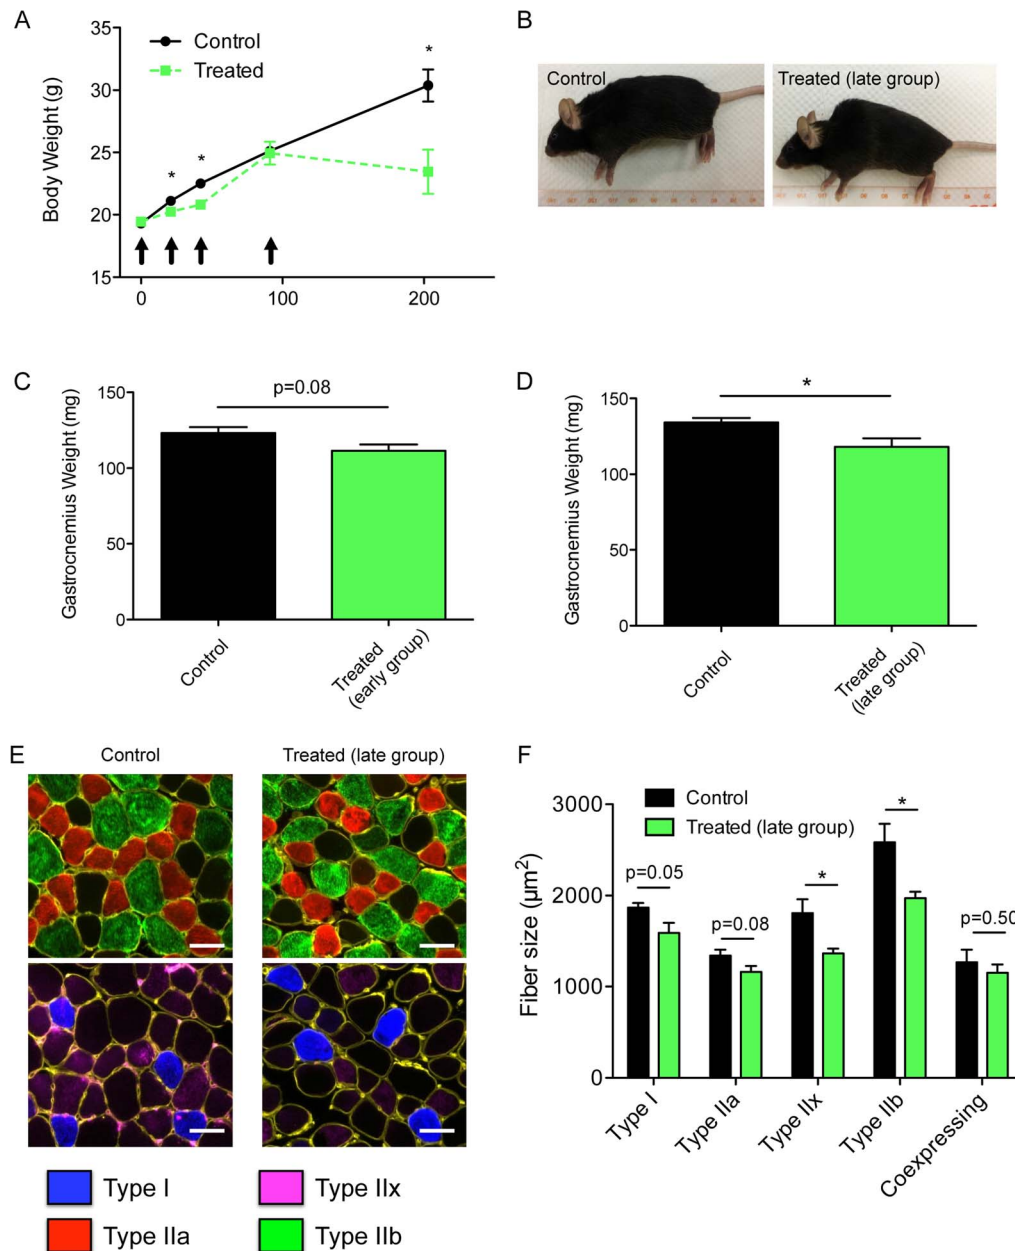 A
35
30
25
20
15
Body Weight (g)
Control
Treated
*
*
*
0
100
200
B
Control
Treated (late group)
C
150
100
50
0
Gastrocnemius Weight (mg)
p=0.08
Control
Treated
(early group)
D
150
100
50
0
Gastrocnemius Weight (mg)
*
Control
Treated
(late group)
E
Control
Treated (late group)
Type I
Type IIx
Type IIa
Type IIb
F
3000
2000
1000
0
Fiber size (µm²)
Control
Treated (late group)
p=0.05
p=0.08
*
*
p=0.50
Type I
Type IIa
Type IIx
Type IIb
Coexpressing